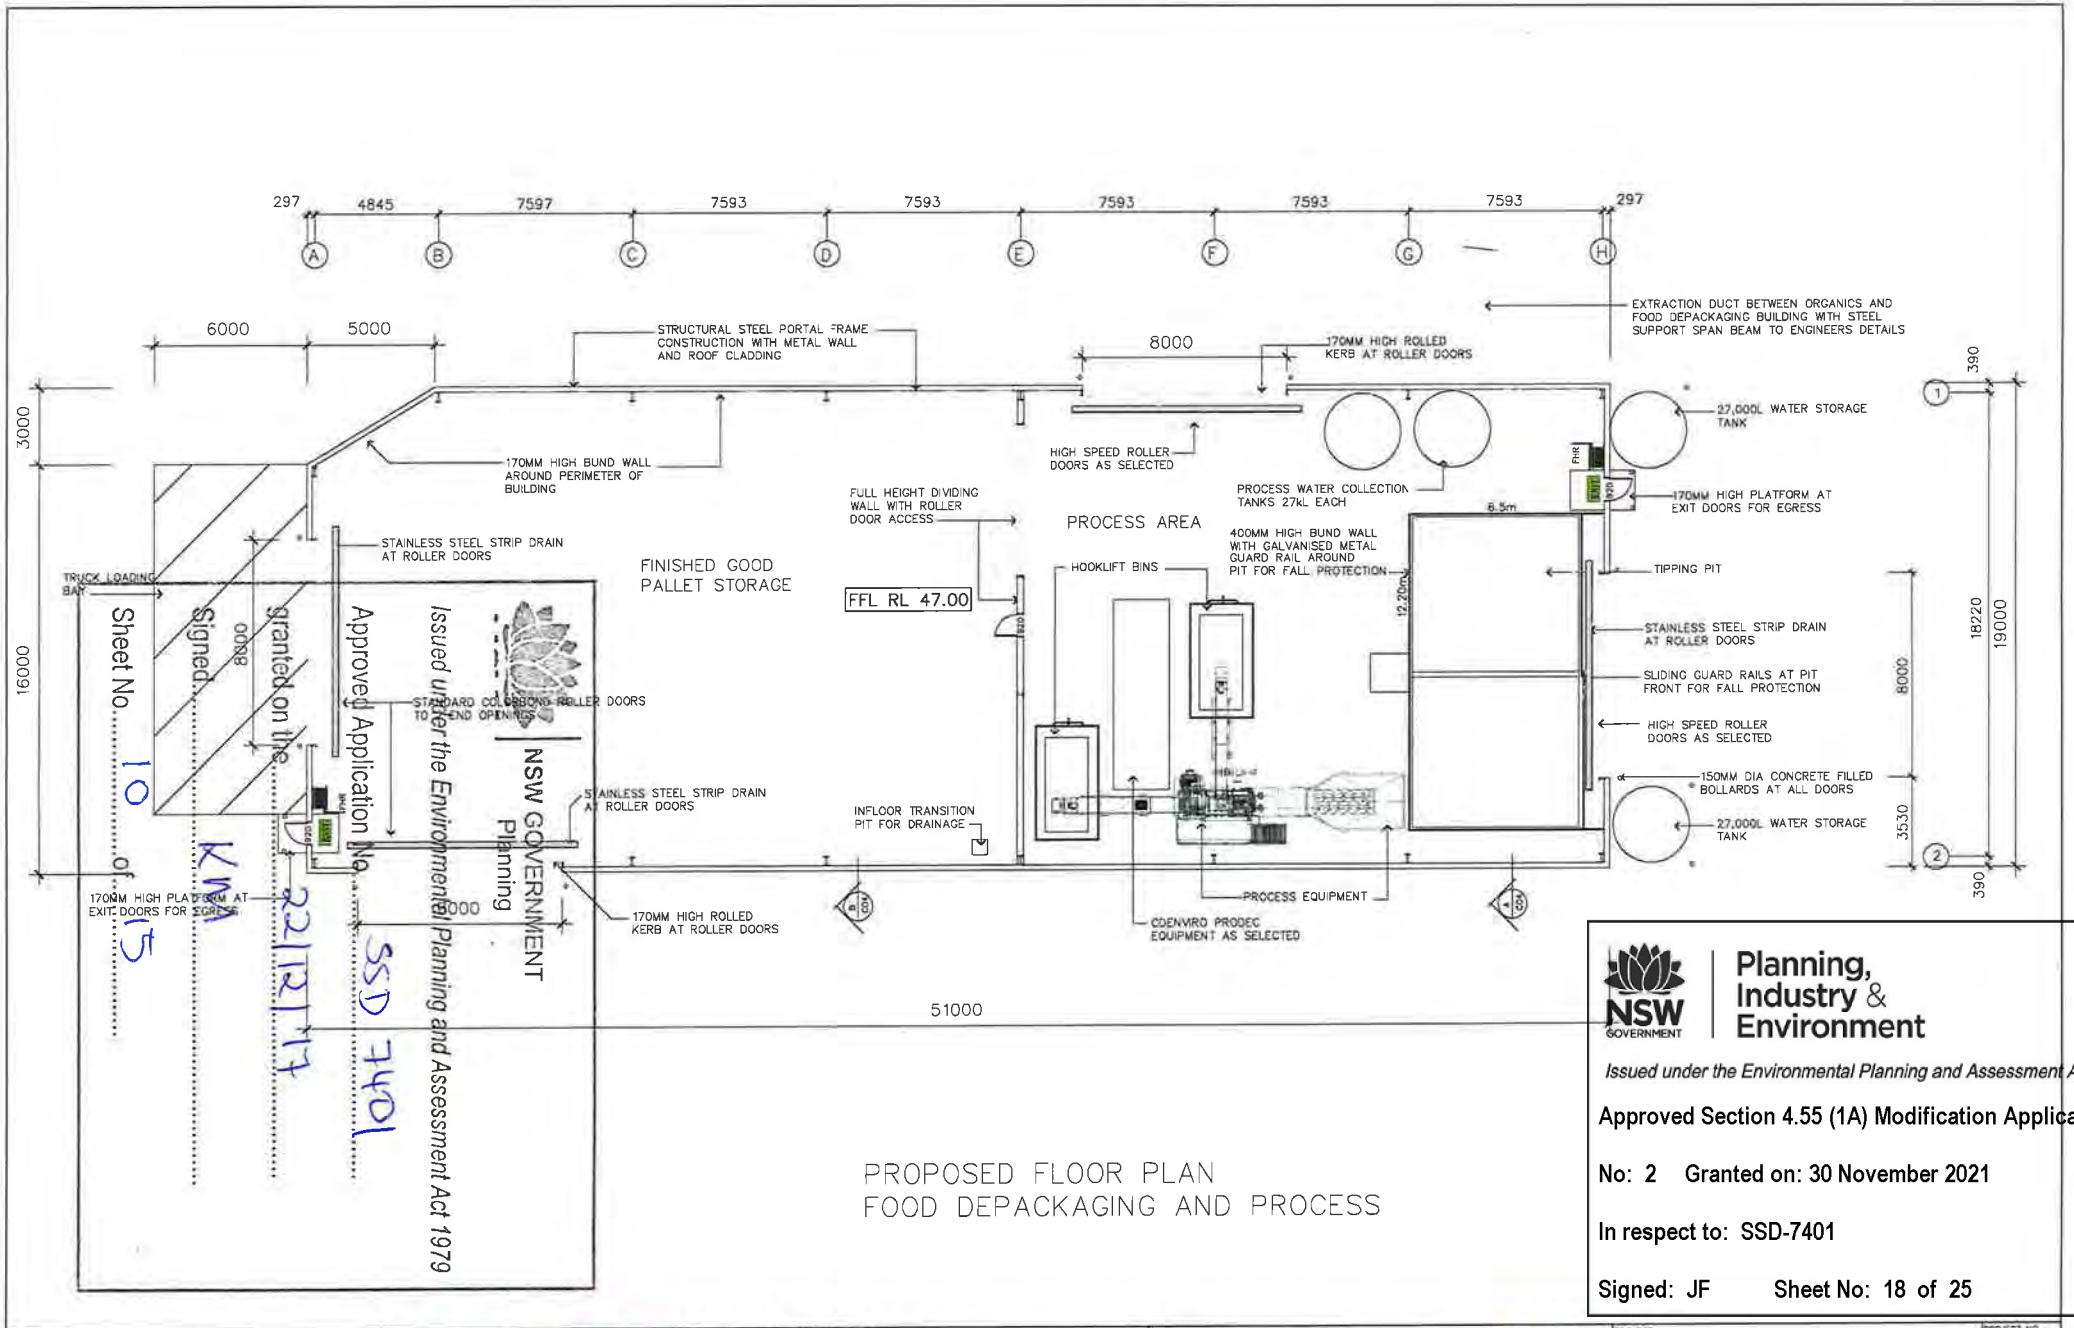 297 4845 7597 7593 7593 7593 7593 7593 297
A B C D E F G H
EXTRACTION DUCT BETWEEN ORGANICS AND
FOOD DEPACKAGING BUILDING WITH STEEL
SUPPORT SPAN BEAM TO ENGINEERS DETAILS
6000 5000
STRUCTURAL STEEL PORTAL FRAME
CONSTRUCTION WITH METAL WALL
AND ROOF CLADDING
8000
170MM HIGH ROLLED
KERB AT ROLLER DOORS
390
1
3000
27,000L WATER STORAGE
TANK
170MM HIGH BUND WALL
AROUND PERIMETER OF
BUILDING
HIGH SPEED ROLLER
DOORS AS SELECTED
FHR
FULL HEIGHT DIVIDING
WALL WITH ROLLER
DOOR ACCESS
PROCESS WATER COLLECTION
TANKS 27kL EACH
920
170MM HIGH PLATFORM AT
EXIT DOORS FOR EGRESS
6.5m
PROCESS AREA
STAINLESS STEEL STRIP DRAIN
AT ROLLER DOORS
400MM HIGH BUND WALL
WITH GALVANISED METAL
GUARD RAIL AROUND
PIT FOR FALL PROTECTION
FINISHED GOOD
PALLET STORAGE
HOOKLIFT BINS
TIPPING PIT
TRUCK LOADING
BAY
FFL RL 47.00
12.20m
18220
19000
920
STAINLESS STEEL STRIP DRAIN
AT ROLLER DOORS
16000
8000
SLIDING GUARD RAILS AT PIT
FRONT FOR FALL PROTECTION
8000
STANDARD COLORBOND ROLLER DOORS
TO END OPENINGS
HIGH SPEED ROLLER
DOORS AS SELECTED
STAINLESS STEEL STRIP DRAIN
AT ROLLER DOORS
150MM DIA CONCRETE FILLED
BOLLARDS AT ALL DOORS
FHR
920
INFLOOR TRANSITION
PIT FOR DRAINAGE
27,000L WATER STORAGE
TANK
3530
2
390
170MM HIGH PLATFORM AT
EXIT DOORS FOR EGRESS
170MM HIGH ROLLED
KERB AT ROLLER DOORS
B
PROCESS EQUIPMENT
A
CDENVIRO PRODEC
EQUIPMENT AS SELECTED
51000
NSW GOVERNMENT
Planning
Issued under the Environmental Planning and Assessment Act 1979
Approved Application No SSD 7401
granted on the 22/12/17
Signed KM
Sheet No 10 of 15
PROPOSED FLOOR PLAN
FOOD DEPACKAGING AND PROCESS
NSW
GOVERNMENT
Planning,
Industry &
Environment
Issued under the Environmental Planning and Assessment A
Approved Section 4.55 (1A) Modification Applica
No: 2 Granted on: 30 November 2021
In respect to: SSD-7401
Signed: JF Sheet No: 18 of 25